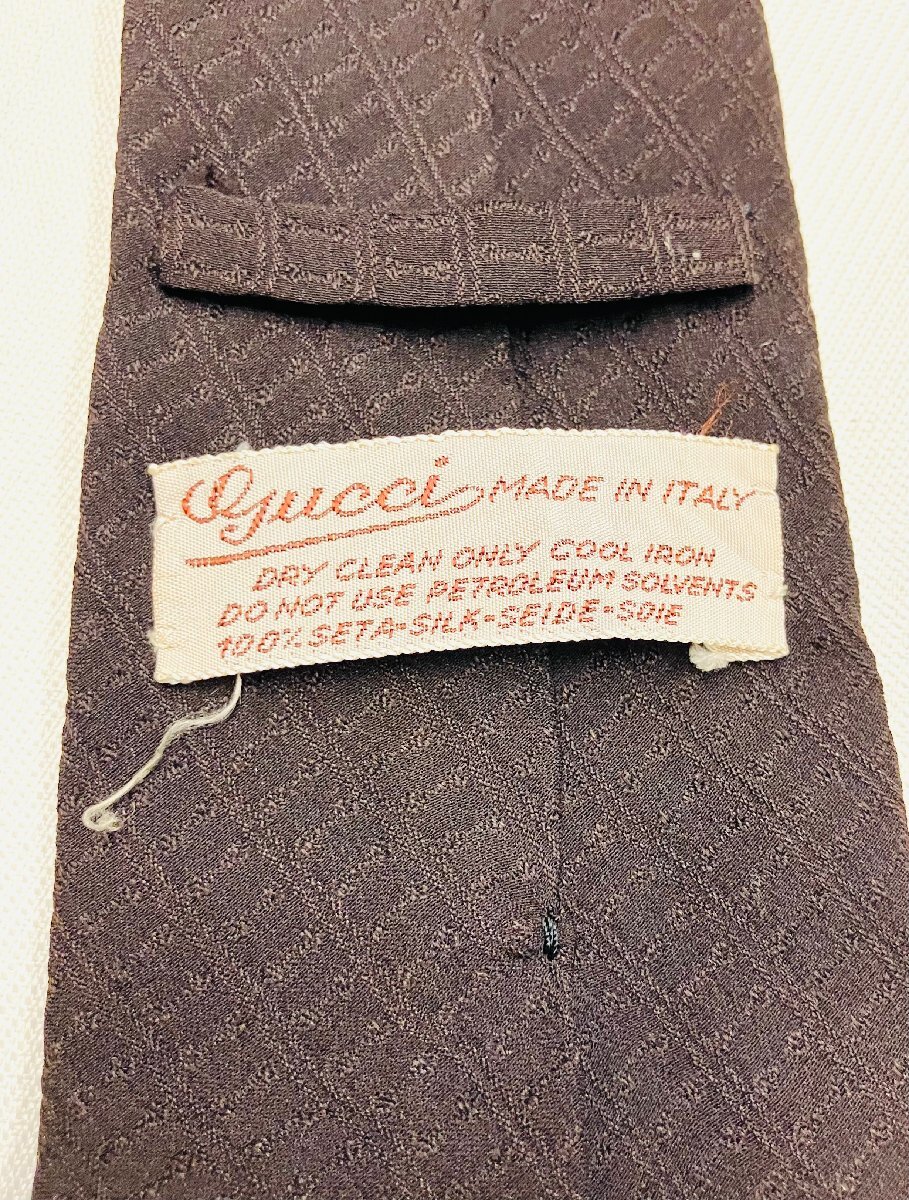 Gucci MADE IN ITALY
DRY CLEAN ONLY COOL IRON
DO NOT USE PETROLEUM SOLVENTS
100% SETA-SILK-SEIDE-SOIE